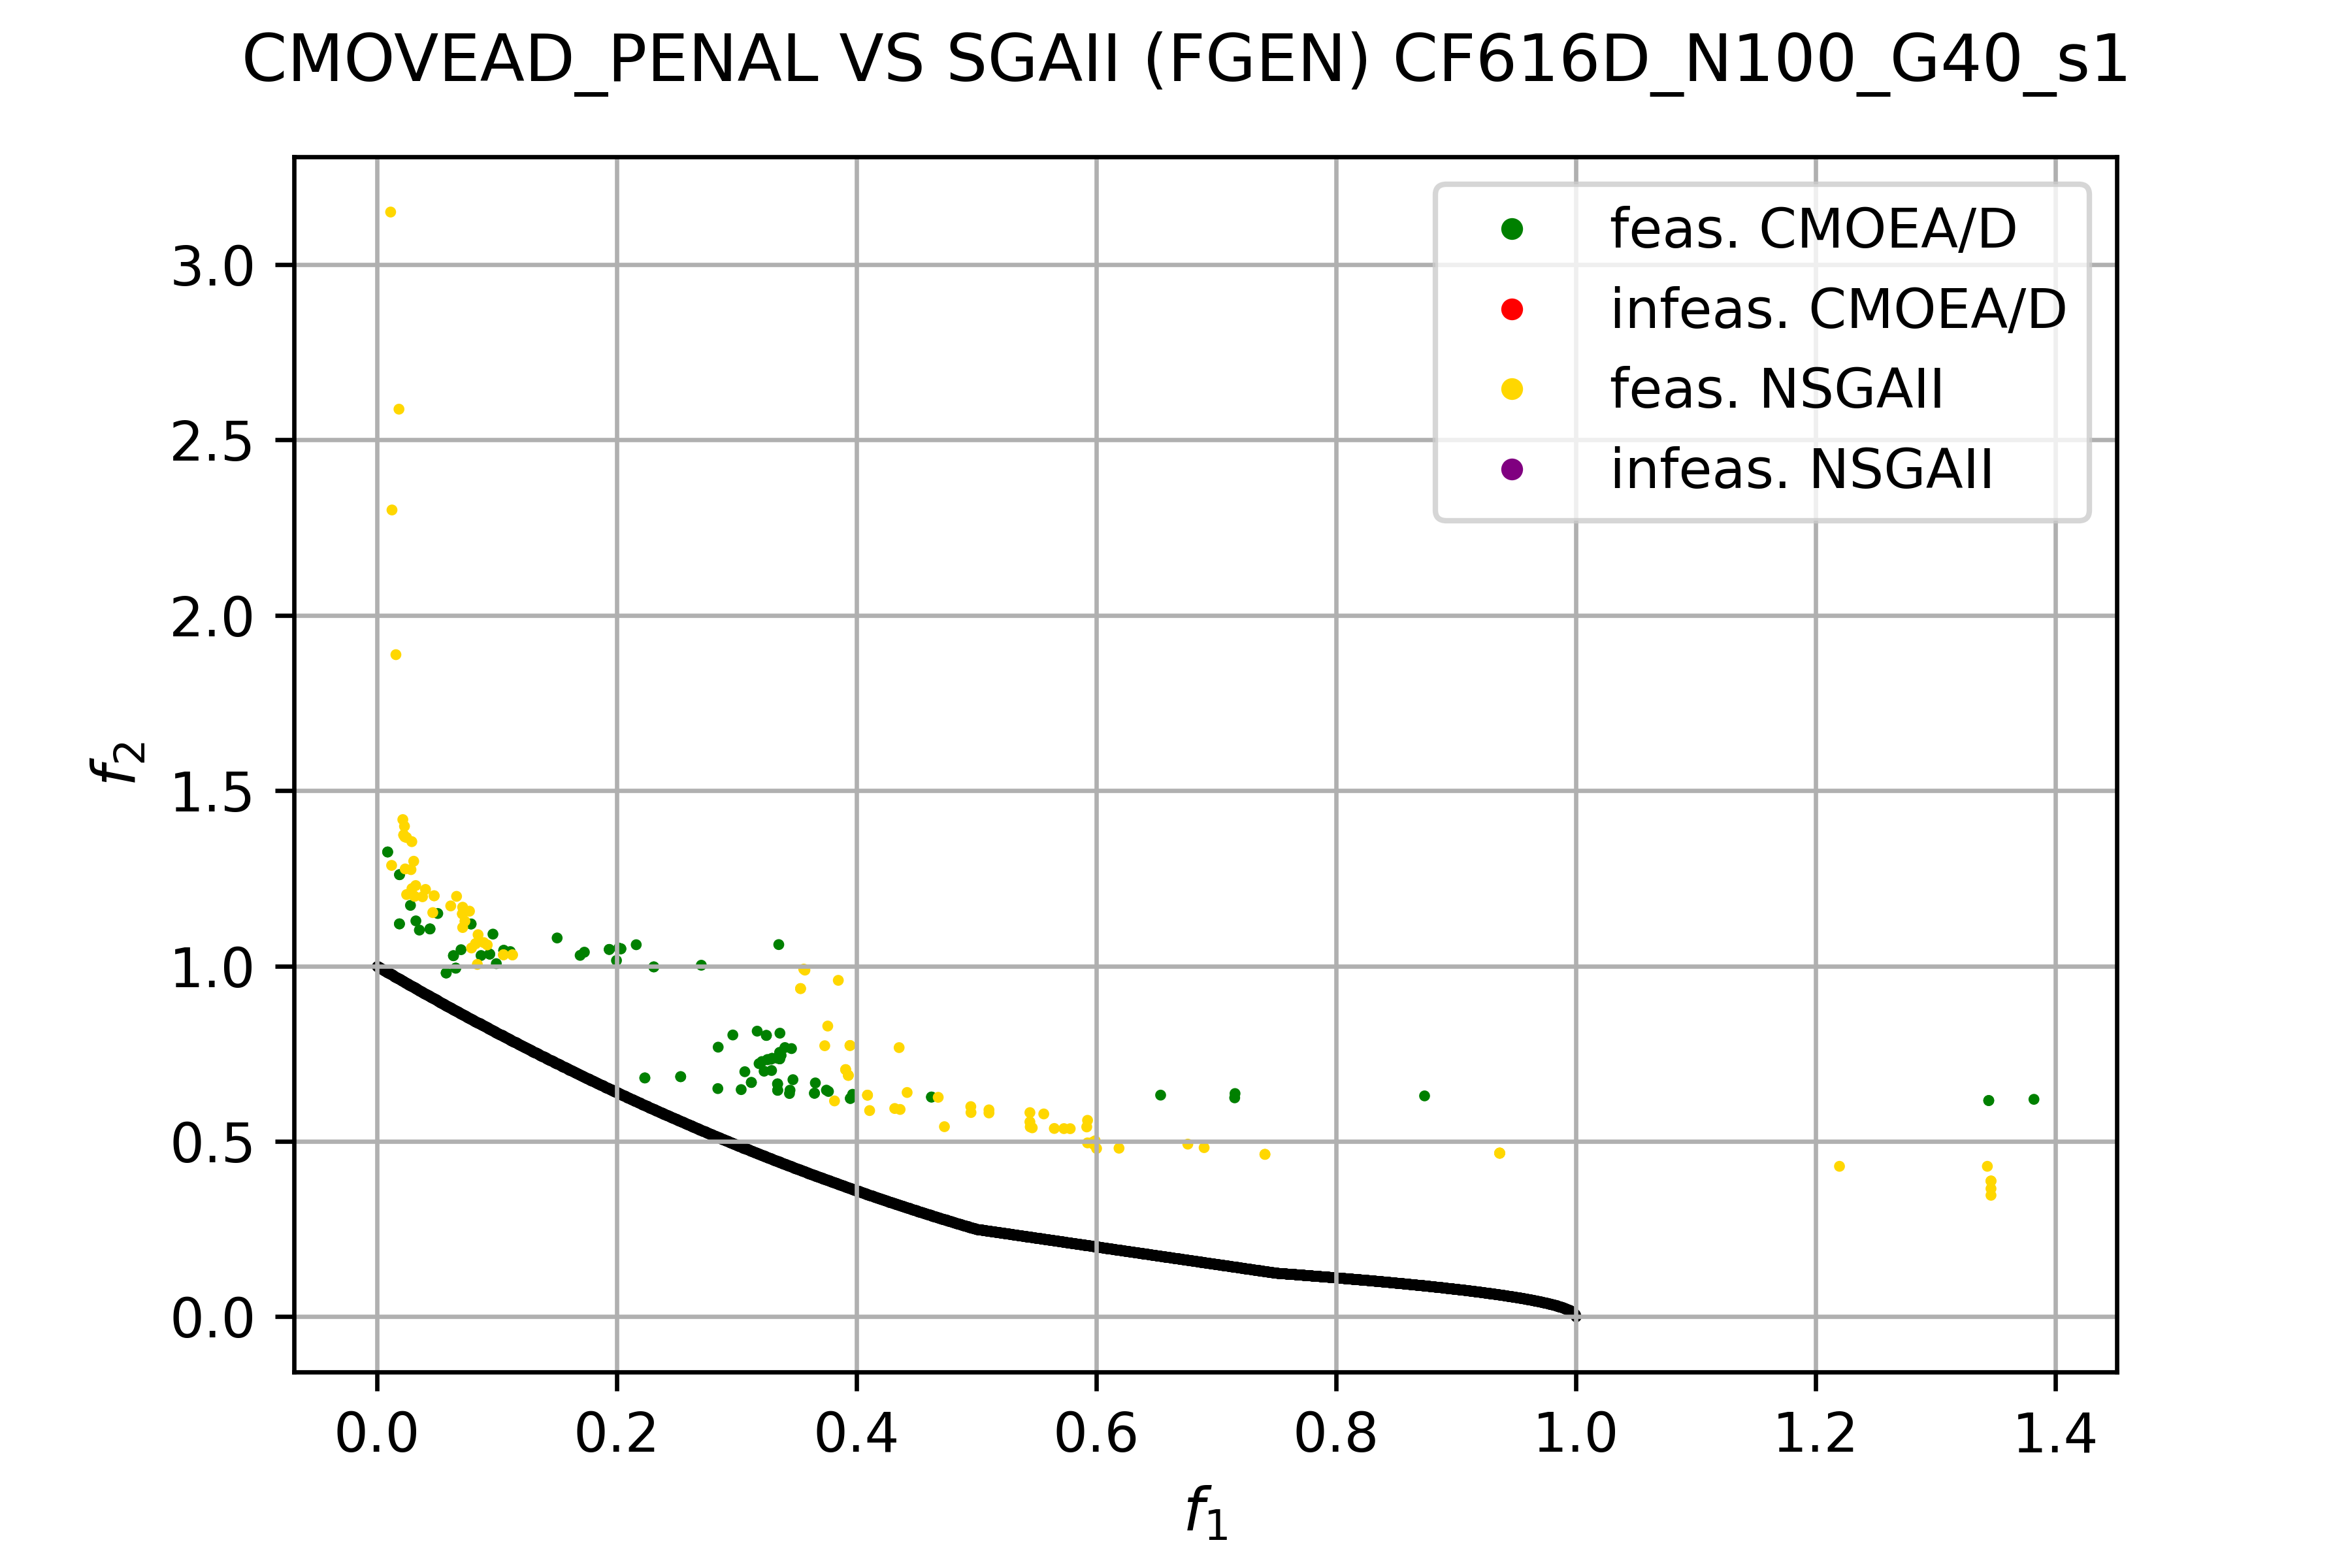 CMOVEAD_PENAL VS SGAII (FGEN) CF616D_N100_G40_s1
feas. CMOEA/D
infeas. CMOEA/D
feas. NSGAII
infeas. NSGAII
3.0
2.5
2.0
1.5
1.0
0.5
0.0
f2
0.0 0.2 0.4 0.6 0.8 1.0 1.2 1.4
f1